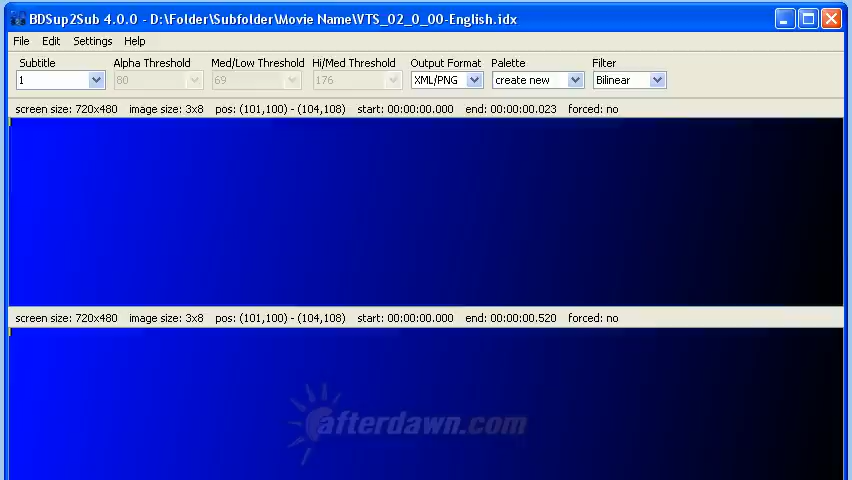 BDSup2Sub 4.0.0 - D:\Folder\Subfolder\Movie Name\VTS_02_0_00-English.idx
File Edit Settings Help
Subtitle Alpha Threshold Med/Low Threshold Hi/Med Threshold Output Format Palette Filter
1 80 69 176 XML/PNG create new Bilinear
screen size: 720x480 image size: 3x8 pos: (101,100) - (104,108) start: 00:00:00.000 end: 00:00:00.023 forced: no
screen size: 720x480 image size: 3x8 pos: (101,100) - (104,108) start: 00:00:00.000 end: 00:00:00.520 forced: no
afterdawn.com